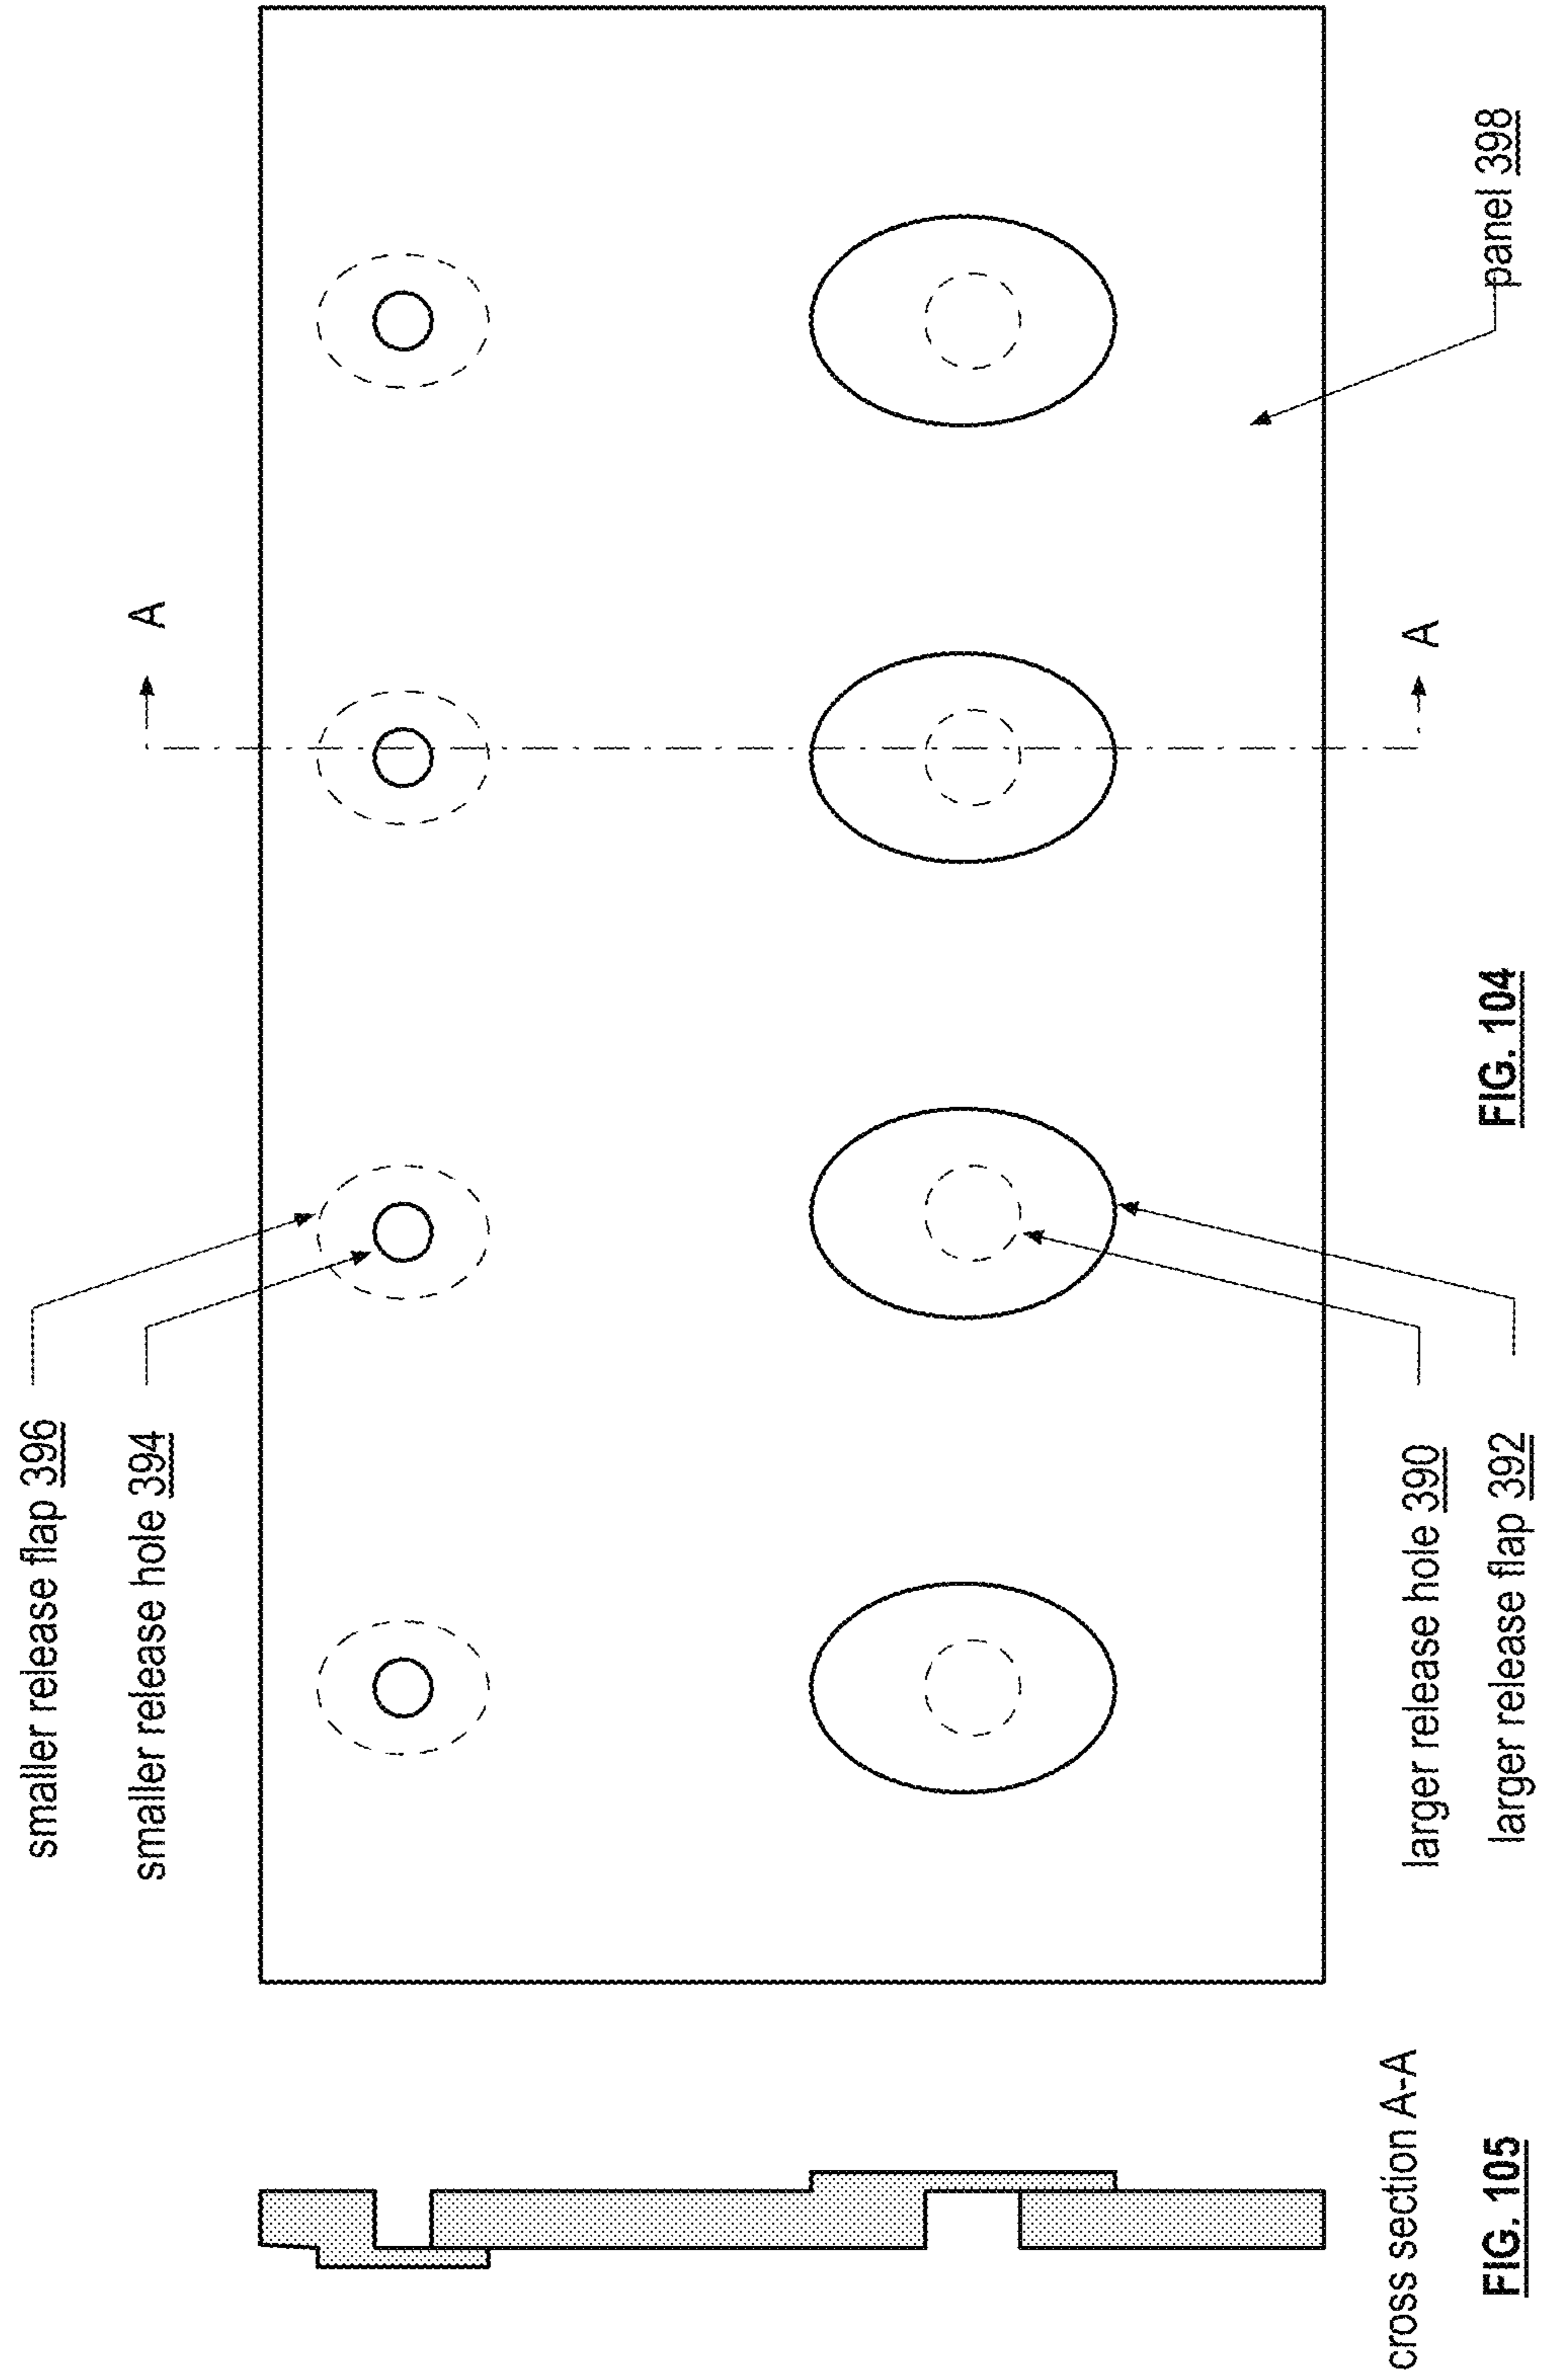 smaller release flap 396
smaller release hole 394
A
A
larger release hole 390
larger release flap 392
panel 398
FIG. 104
cross section A-A
FIG. 105